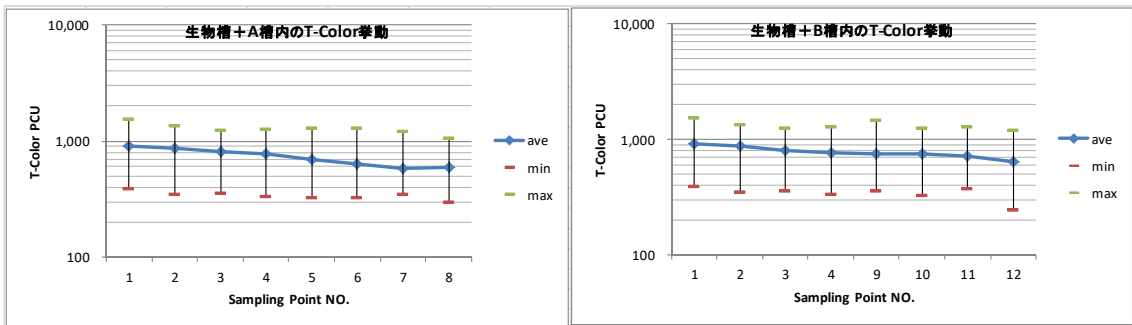 生物槽＋A槽内のT-Color挙動
10,000
1,000
100
T-Color PCU
1 2 3 4 5 6 7 8
Sampling Point NO.
ave
min
max
生物槽＋B槽内のT-Color挙動
10,000
1,000
100
T-Color PCU
1 2 3 4 9 10 11 12
Sampling Point NO.
ave
min
max